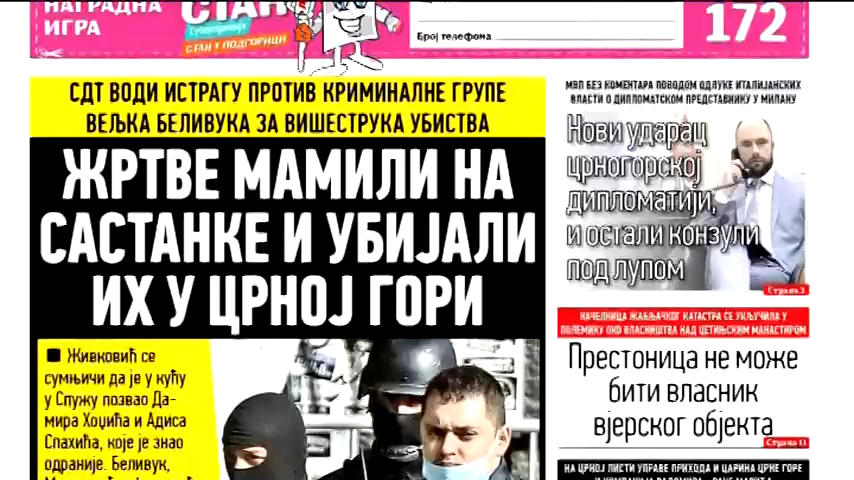 НАГРАДНА
ИГРА
СТАН
СТАН У ПОДГОРИЦИ
Број телефона
172
СДТ ВОДИ ИСТРАГУ ПРОТИВ КРИМИНАЛНЕ ГРУПЕ
ВЕЉКА БЕЛИВУКА ЗА ВИШЕСТРУКА УБИСТВА
ЖРТВЕ МАМИЛИ НА
САСТАНКЕ И УБИЈАЛИ
ИХ У ЦРНОЈ ГОРИ
■ Живковић се
сумњичи да је у кућу
у Спужу позвао Да-
мира Хоџића и Адиса
Спахића, које је знао
одраније. Беливук,
МВП БЕЗ КОМЕНТАРА ПОВОДОМ ОДЛУКЕ ИТАЛИЈАНСКИХ
ВЛАСТИ О ДИПЛОМАТСКОМ ПРЕДСТАВНИКУ У МИЛАНУ
Нови ударац
црногорској
дипломатији,
и остали конзули
под лупом
Страна 3
НАЧЕЛНИЦА ЖАБЉАЧКОГ КАТАСТРА СЕ УКЉУЧИЛА У
ПОЛЕМИКУ ОКО ВЛАСНИШТВА НАД ЦЕТИЊСКИМ МАНАСТИРОМ
Престоница не може
бити власник
вјерског објекта
Страна 11
НА ЦРНОЈ ЛИСТИ УПРАВЕ ПРИХОДА И ЦАРИНА ЦРНЕ ГОРЕ